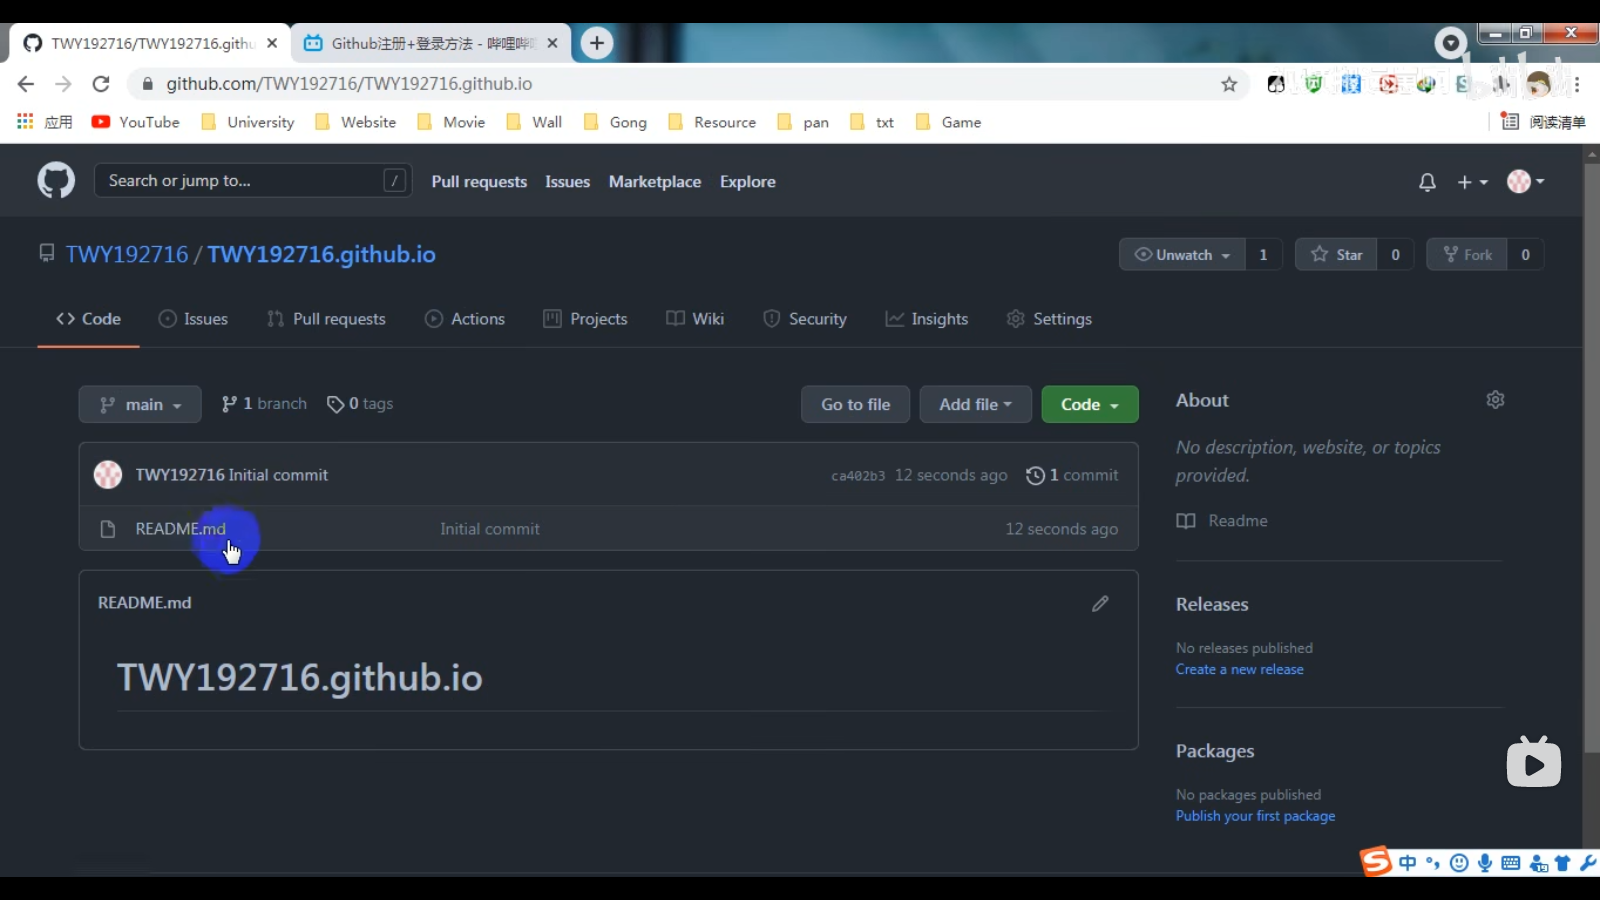 TWY192716/TWY192716.githu
Github注册+登录方法 - 哔哩哔
github.com/TWY192716/TWY192716.github.io
应用
YouTube
University
Website
Movie
Wall
Gong
Resource
pan
txt
Game
阅读清单
Search or jump to...
/
Pull requests
Issues
Marketplace
Explore
TWY192716 / TWY192716.github.io
Unwatch
1
Star
0
Fork
0
Code
Issues
Pull requests
Actions
Projects
Wiki
Security
Insights
Settings
main
1 branch
0 tags
Go to file
Add file
Code
About
No description, website, or topics
provided.
TWY192716 Initial commit
ca402b3 12 seconds ago
1 commit
README.md
Initial commit
12 seconds ago
Readme
README.md
TWY192716.github.io
Releases
No releases published
Create a new release
Packages
No packages published
Publish your first package
中